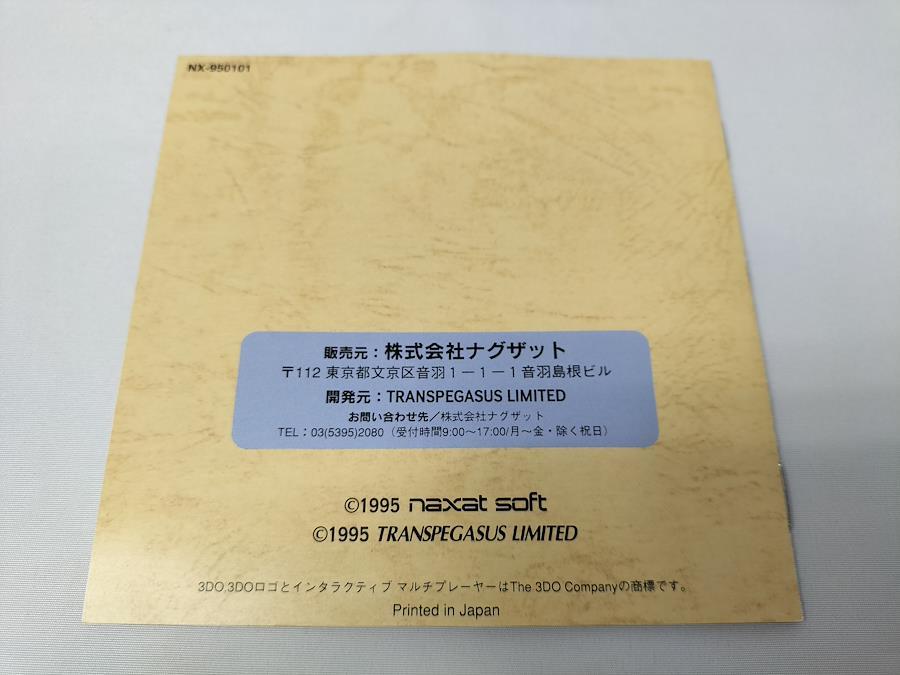 NX-950101
販売元：株式会社ナグザット
〒112 東京都文京区音羽1－1－1音羽島根ビル
開発元：TRANSPEGASUS LIMITED
お問い合わせ先／株式会社ナグザット
TEL：03(5395)2080（受付時間9:00～17:00/月～金・除く祝日）
©1995 naxat soft
©1995 TRANSPEGASUS LIMITED
3DO,3DOロゴとインタラクティブ マルチプレーヤーはThe 3DO Companyの商標です。
Printed in Japan